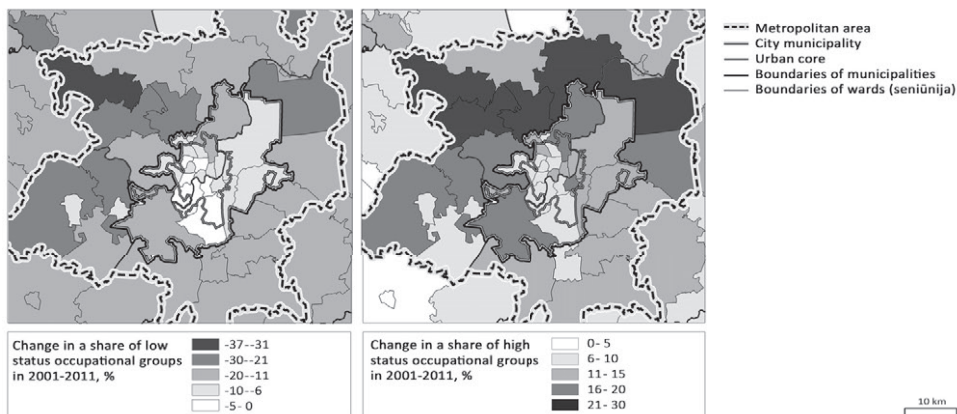 Metropolitan area
City municipality
Urban core
Boundaries of municipalities
Boundaries of wards (seniūnija)
Change in a share of low
status occupational groups
in 2001-2011, %
-37--31
-30--21
-20--11
-10--6
-5- 0
Change in a share of high
status occupational groups
in 2001-2011, %
0- 5
6- 10
11- 15
16- 20
21- 30
10 km